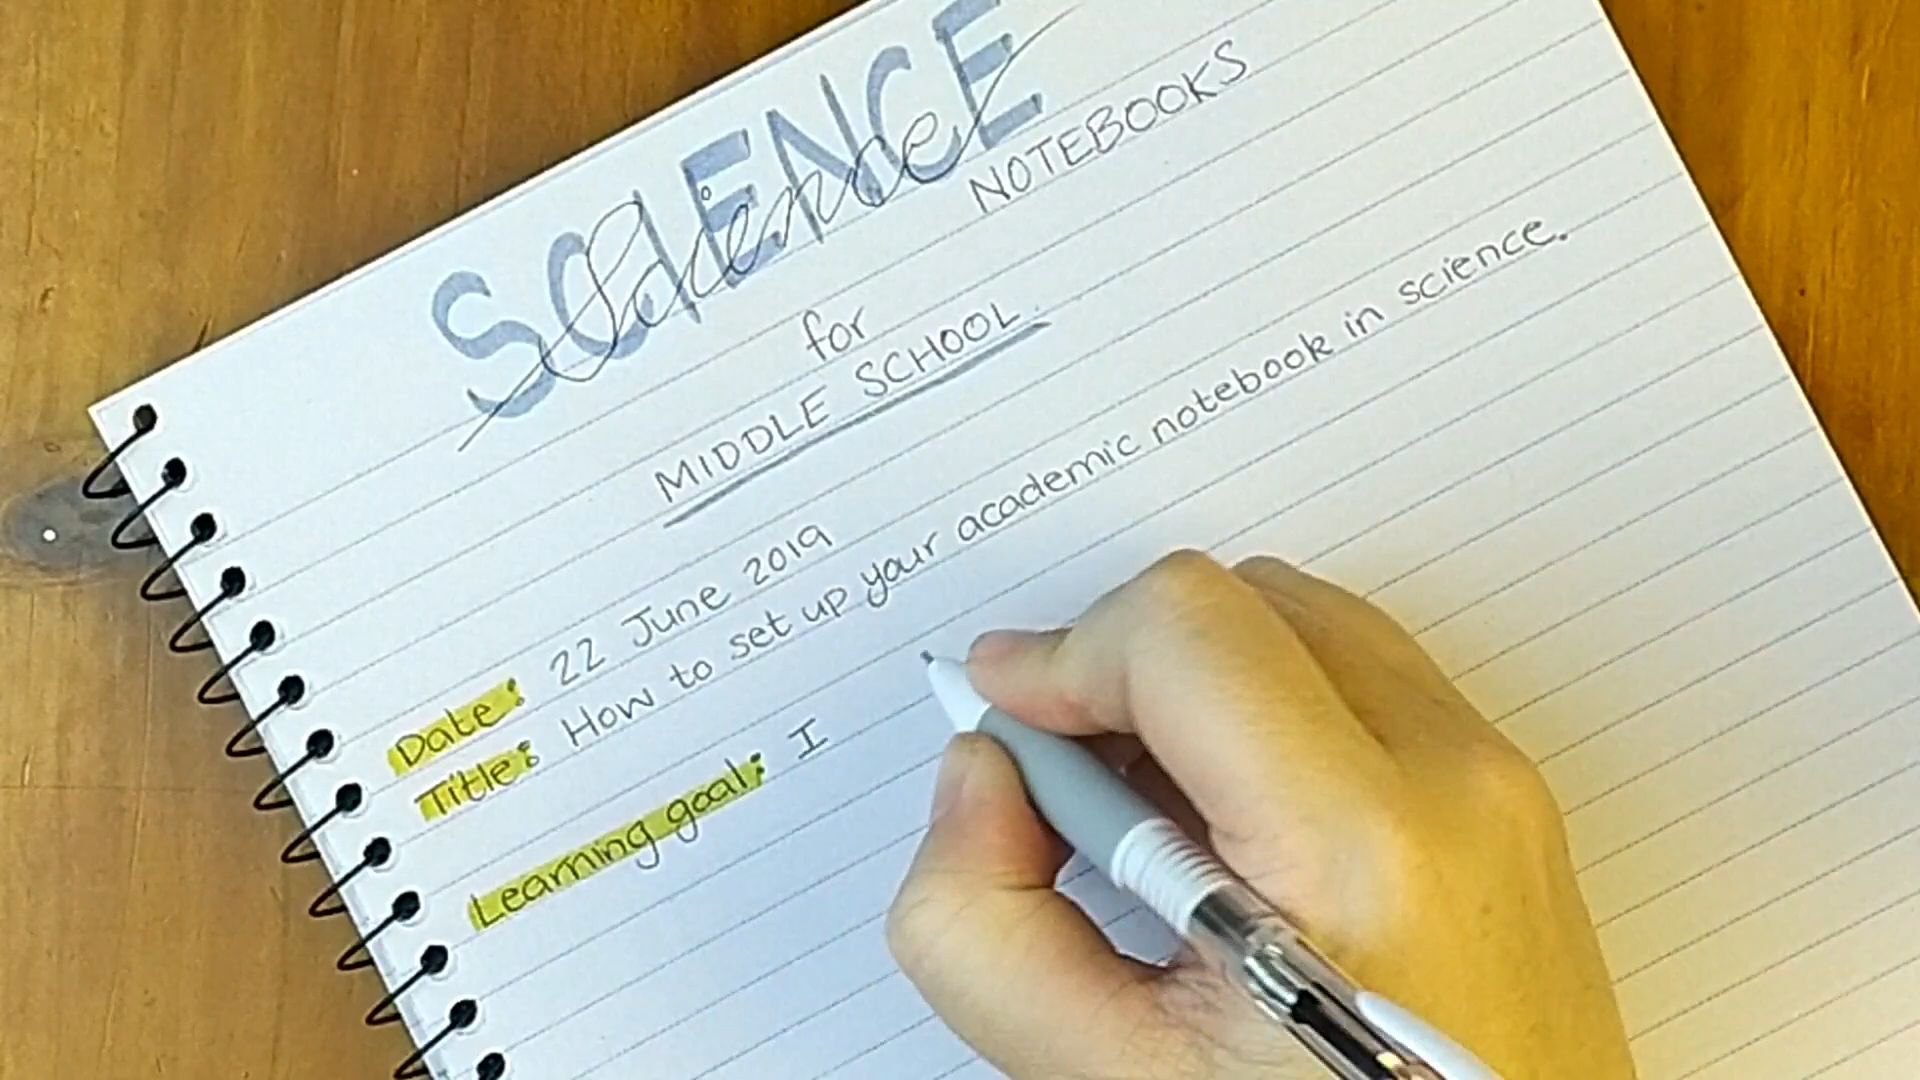 SCIENCE
Science
NOTEBOOKS
for
MIDDLE SCHOOL.
Date: 22 June 2019
Title: How to set up your academic notebook in science.
Learning goal: I